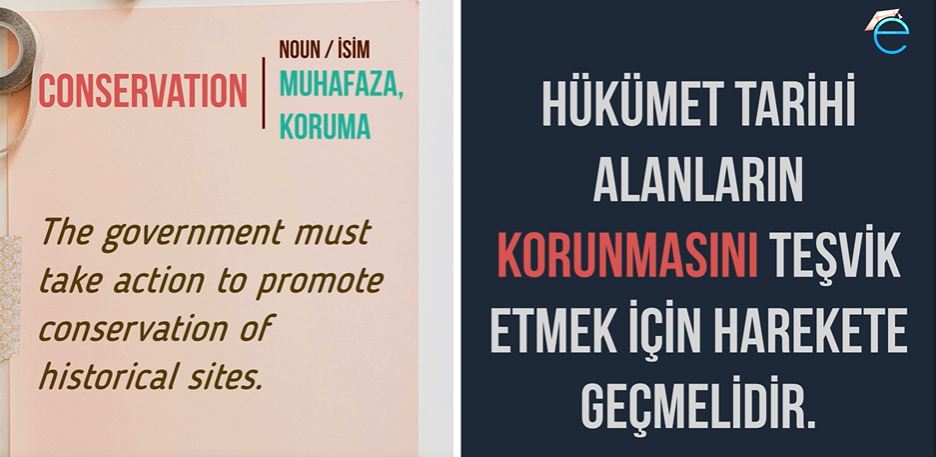 CONSERVATION
NOUN / İSİM
MUHAFAZA,
KORUMA
The government must
take action to promote
conservation of
historical sites.
e
HÜKÜMET TARİHİ
ALANLARIN
KORUNMASINI TEŞVİK
ETMEK İÇİN HAREKETE
GEÇMELİDİR.